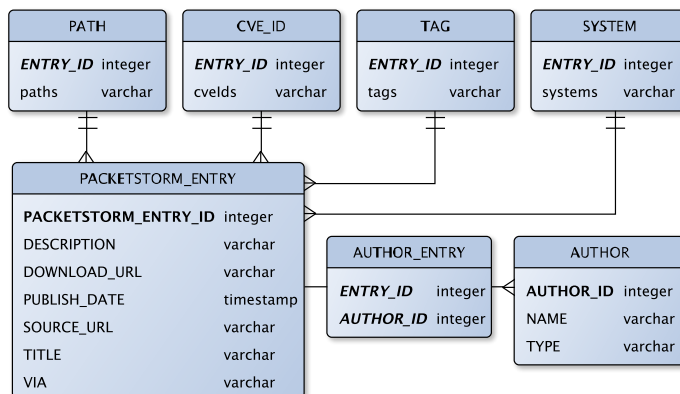 PATH
ENTRY_ID integer
paths varchar
CVE_ID
ENTRY_ID integer
cveIds varchar
TAG
ENTRY_ID integer
tags varchar
SYSTEM
ENTRY_ID integer
systems varchar
PACKETSTORM_ENTRY
PACKETSTORM_ENTRY_ID integer
DESCRIPTION varchar
DOWNLOAD_URL varchar
PUBLISH_DATE timestamp
SOURCE_URL varchar
TITLE varchar
VIA varchar
AUTHOR_ENTRY
ENTRY_ID integer
AUTHOR_ID integer
AUTHOR
AUTHOR_ID integer
NAME varchar
TYPE varchar